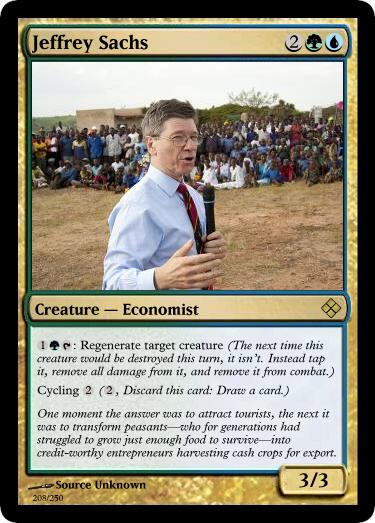 Jeffrey Sachs 2
Creature — Economist
1 : Regenerate target creature (The next time this
creature would be destroyed this turn, it isn't. Instead tap
it, remove all damage from it, and remove it from combat.)
Cycling 2 ( 2, Discard this card: Draw a card.)
One moment the answer was to attract tourists, the next it
was to transform peasants—who for generations had
struggled to grow just enough food to survive—into
credit-worthy entrepreneurs harvesting cash crops for export.
3/3
Source Unknown
208/250